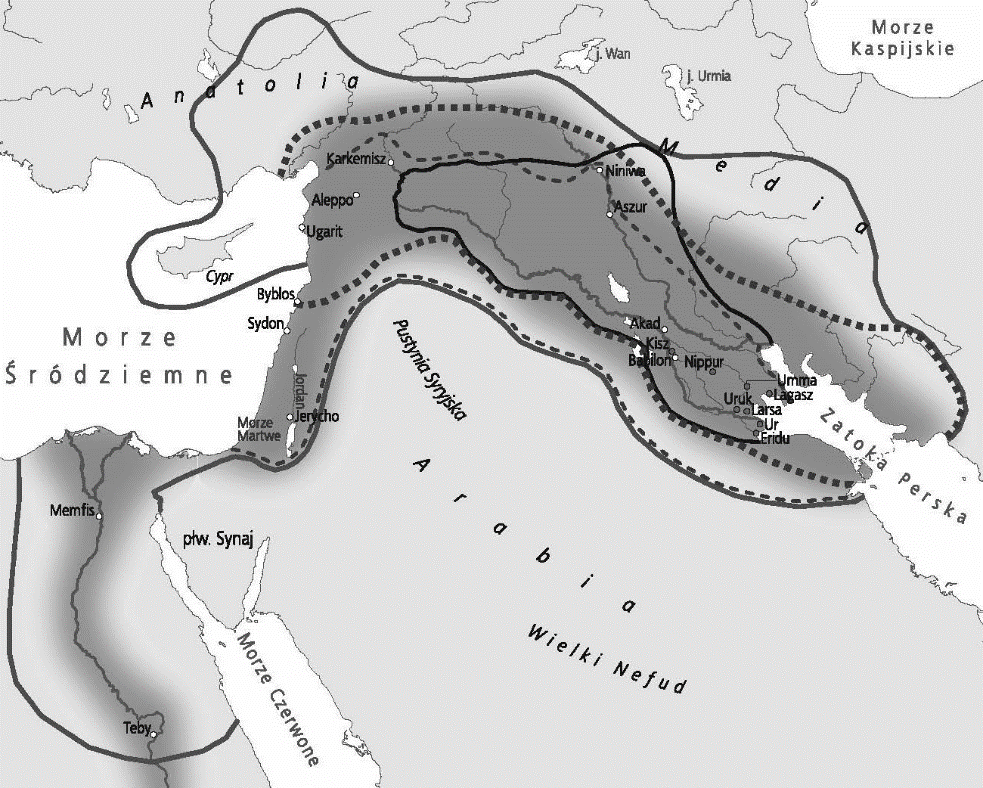 Morze
Kaspijskie
j. Wan
j. Urmia
Anatolia
Media
Karkemisz
Niniwa
Aleppo
Aszur
Ugarit
Cypr
Byblos
Sydon
Morze
Śródziemne
Pustynia Syryjska
Akad
Kisz
Babilon
Nippur
Umma
Lagasz
Uruk
Larsa
Ur
Eridu
Jordan
Jerycho
Morze
Martwe
Zatoka Perska
Arabia
Memfis
płw. Synaj
Wielki Nefud
Morze Czerwone
Teby